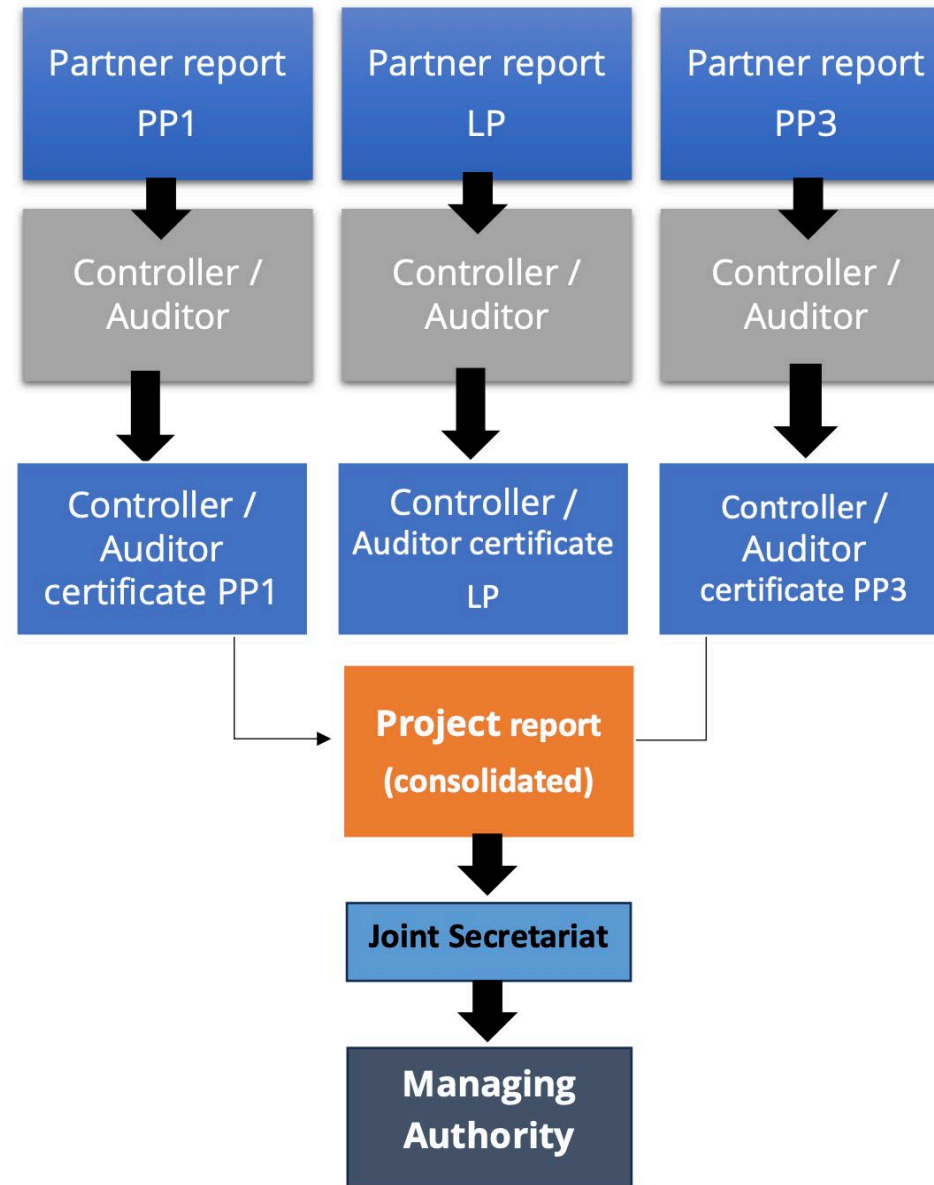 Partner report
PP1
Partner report
LP
Partner report
PP3
Controller /
Auditor
Controller /
Auditor
Controller /
Auditor
Controller /
Auditor
certificate PP1
Controller /
Auditor certificate
LP
Controller /
Auditor
certificate PP3
Project report
(consolidated)
Joint Secretariat
Managing
Authority